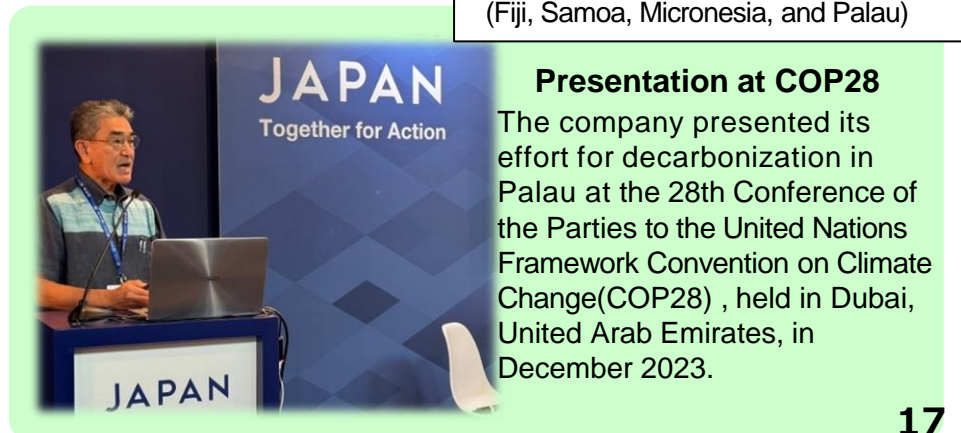 (Fiji, Samoa, Micronesia, and Palau)
JAPAN
Together for Action
JAPAN
Presentation at COP28
The company presented its
effort for decarbonization in
Palau at the 28th Conference of
the Parties to the United Nations
Framework Convention on Climate
Change(COP28) , held in Dubai,
United Arab Emirates, in
December 2023.
17